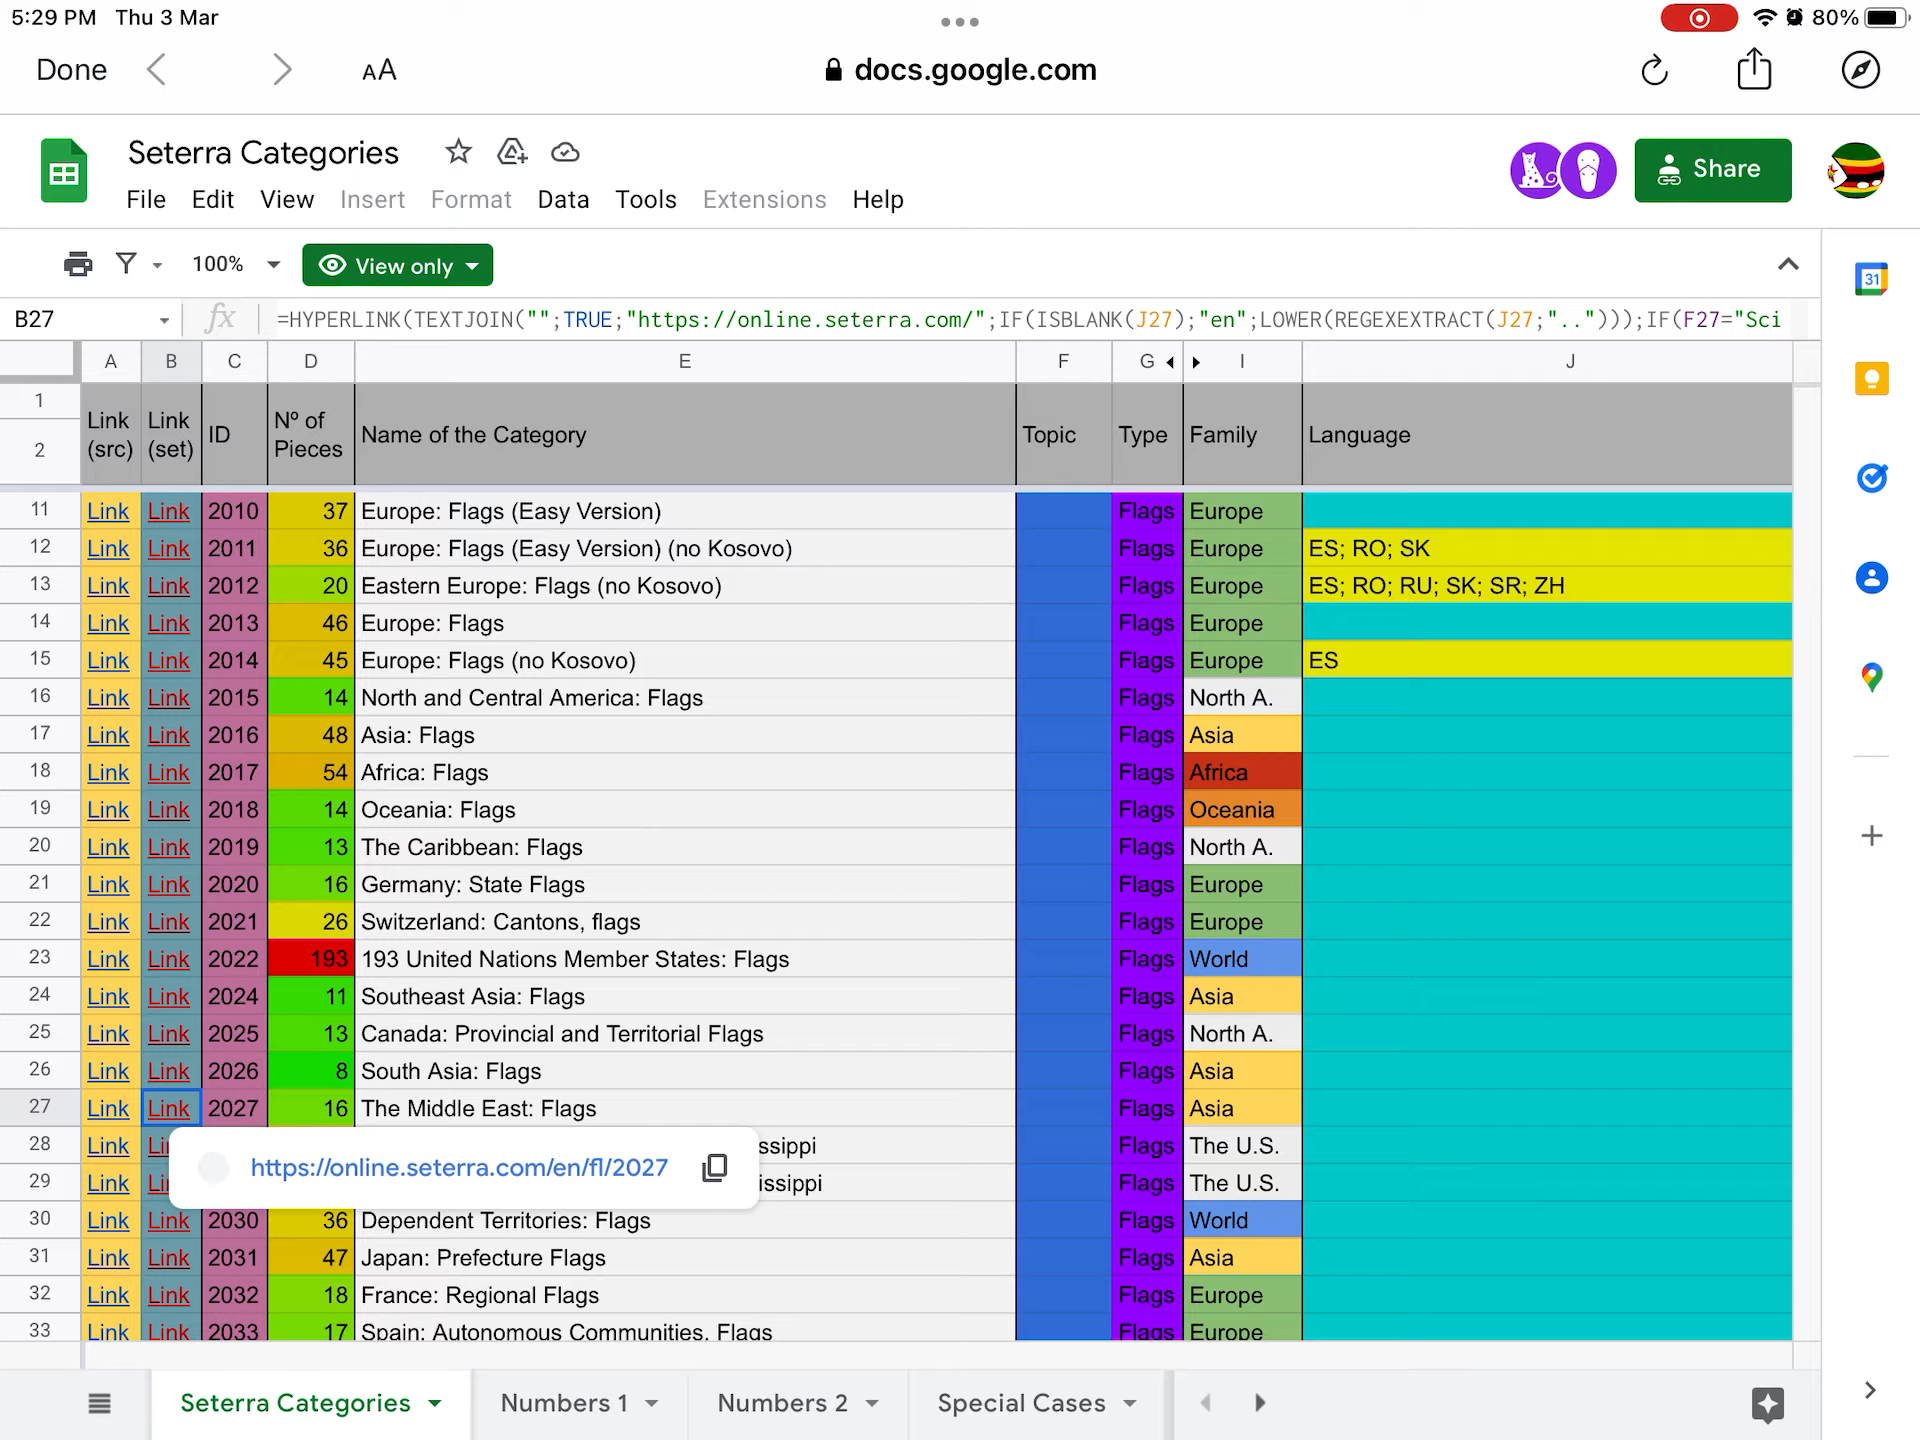 5:29 PM Thu 3 Mar 80%
Done AA docs.google.com
Seterra Categories
File Edit View Insert Format Data Tools Extensions Help
Share
100% View only
31
B27 fx =HYPERLINK(TEXTJOIN("";TRUE;"https://online.seterra.com/";IF(ISBLANK(J27);"en";LOWER(REGEXEXTRACT(J27;"..")));IF(F27="Sci
A B C D E F G I J
1
2
Link (src) Link (set) ID Nº of Pieces Name of the Category Topic Type Family Language
11 Link Link 2010 37 Europe: Flags (Easy Version) Flags Europe
12 Link Link 2011 36 Europe: Flags (Easy Version) (no Kosovo) Flags Europe ES; RO; SK
13 Link Link 2012 20 Eastern Europe: Flags (no Kosovo) Flags Europe ES; RO; RU; SK; SR; ZH
14 Link Link 2013 46 Europe: Flags Flags Europe
15 Link Link 2014 45 Europe: Flags (no Kosovo) Flags Europe ES
16 Link Link 2015 14 North and Central America: Flags Flags North A.
17 Link Link 2016 48 Asia: Flags Flags Asia
18 Link Link 2017 54 Africa: Flags Flags Africa
19 Link Link 2018 14 Oceania: Flags Flags Oceania
20 Link Link 2019 13 The Caribbean: Flags Flags North A.
21 Link Link 2020 16 Germany: State Flags Flags Europe
22 Link Link 2021 26 Switzerland: Cantons, flags Flags Europe
23 Link Link 2022 193 193 United Nations Member States: Flags Flags World
24 Link Link 2024 11 Southeast Asia: Flags Flags Asia
25 Link Link 2025 13 Canada: Provincial and Territorial Flags Flags North A.
26 Link Link 2026 8 South Asia: Flags Flags Asia
27 Link Link 2027 16 The Middle East: Flags Flags Asia
28 Link ssippi Flags The U.S.
https://online.seterra.com/en/fl/2027
29 Link issippi Flags The U.S.
30 Link Link 2030 36 Dependent Territories: Flags Flags World
31 Link Link 2031 47 Japan: Prefecture Flags Flags Asia
32 Link Link 2032 18 France: Regional Flags Flags Europe
33 Link Link 2033 17 Spain: Autonomous Communities, Flags Flags Europe
Seterra Categories Numbers 1 Numbers 2 Special Cases